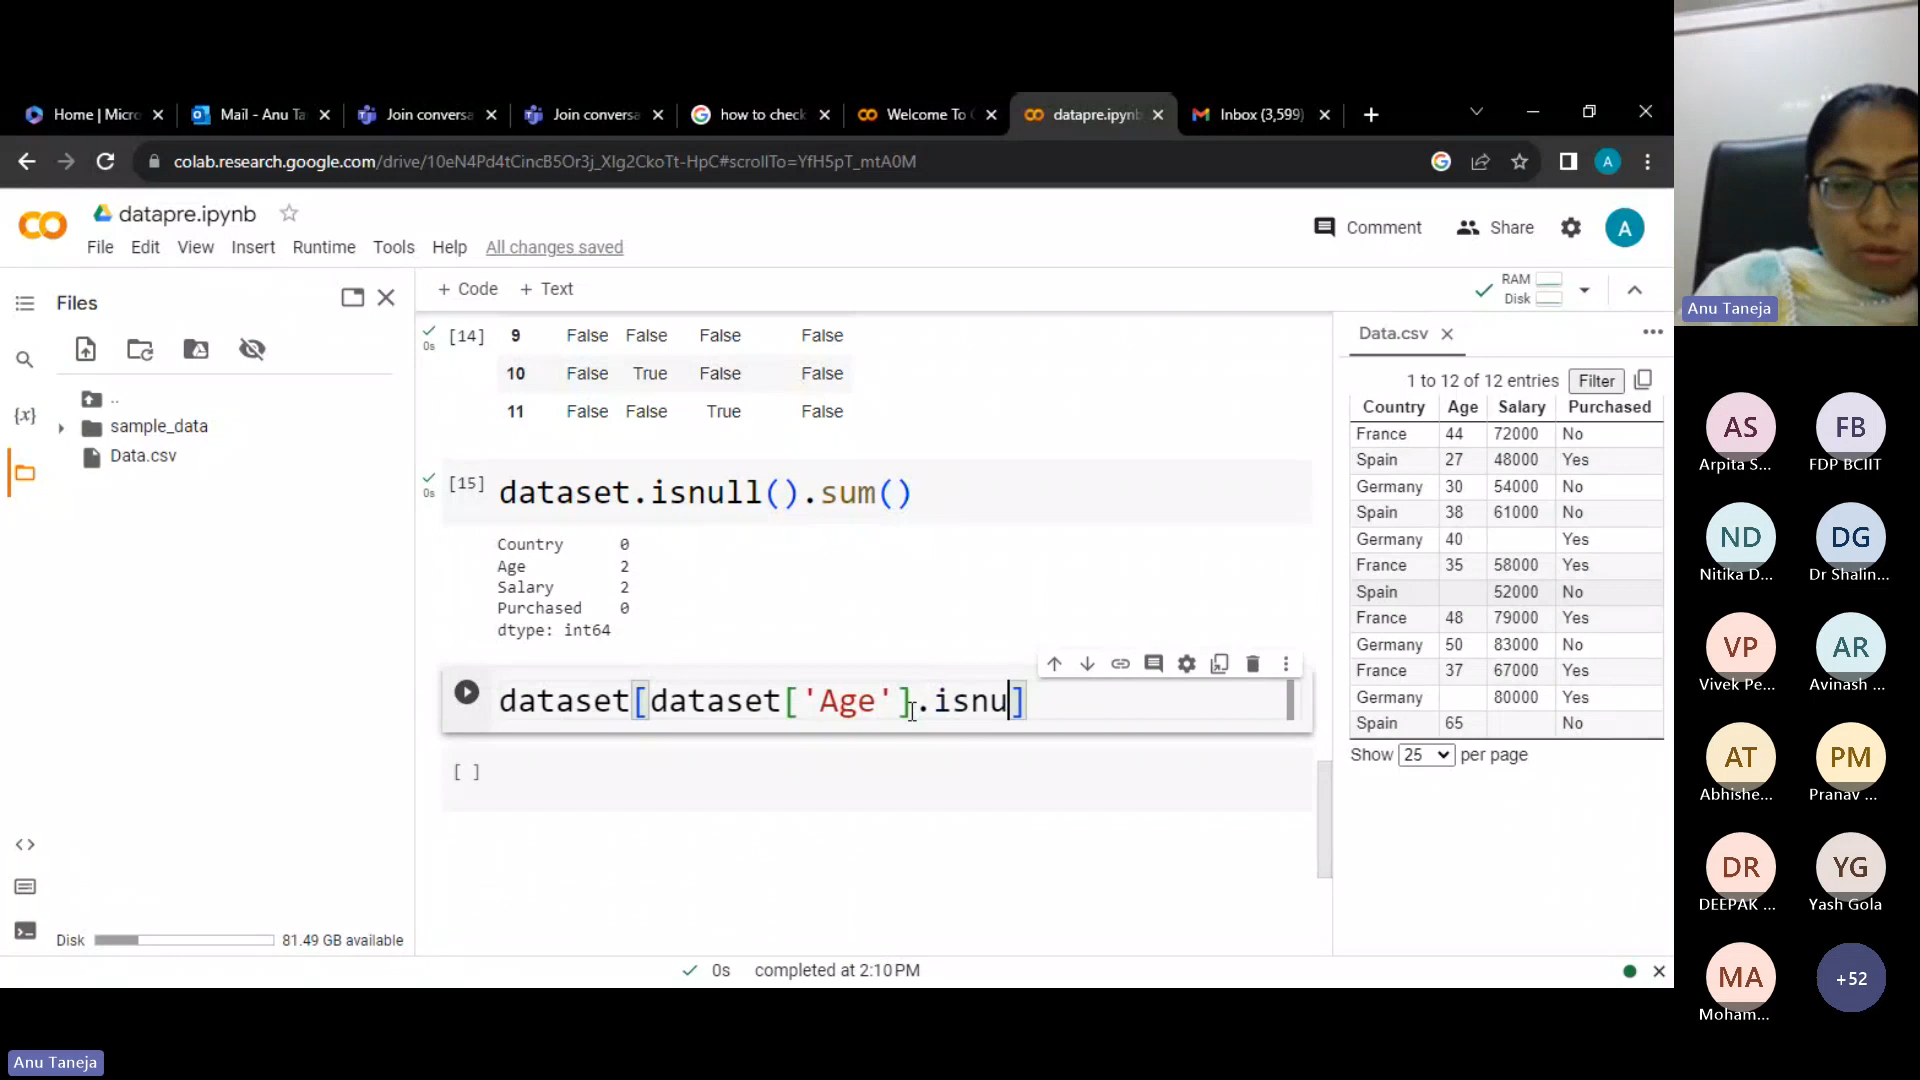 Home | Micro
Mail - Anu Ta
Join conversa
Join conversa
how to check
Welcome To C
datapre.ipynb
Inbox (3,599)
colab.research.google.com/drive/10eN4Pd4tCincB5Or3j_XIg2CkoTt-HpC#scrollTo=YfH5pT_mtA0M
A
datapre.ipynb
File Edit View Insert Runtime Tools Help All changes saved
Comment
Share
A
Files
+ Code + Text
RAM
Disk
..
sample_data
Data.csv
{x}
Disk
81.49 GB available
[14]
0s
9 False False False False
10 False True False False
11 False False True False
[15]
0s
dataset.isnull().sum()
Country 0
Age 2
Salary 2
Purchased 0
dtype: int64
dataset[dataset['Age'].isnu]
[ ]
Data.csv
1 to 12 of 12 entries Filter
Country Age Salary Purchased
France 44 72000 No
Spain 27 48000 Yes
Germany 30 54000 No
Spain 38 61000 No
Germany 40 Yes
France 35 58000 Yes
Spain 52000 No
France 48 79000 Yes
Germany 50 83000 No
France 37 67000 Yes
Germany 80000 Yes
Spain 65 No
Show 25 per page
0s completed at 2:10 PM
Anu Taneja
AS FB
Arpita S... FDP BCIIT
ND DG
Nitika D... Dr Shalin...
VP AR
Vivek Pe... Avinash ...
AT PM
Abhishe... Pranav ...
DR YG
DEEPAK ... Yash Gola
MA +52
Moham...
Anu Taneja